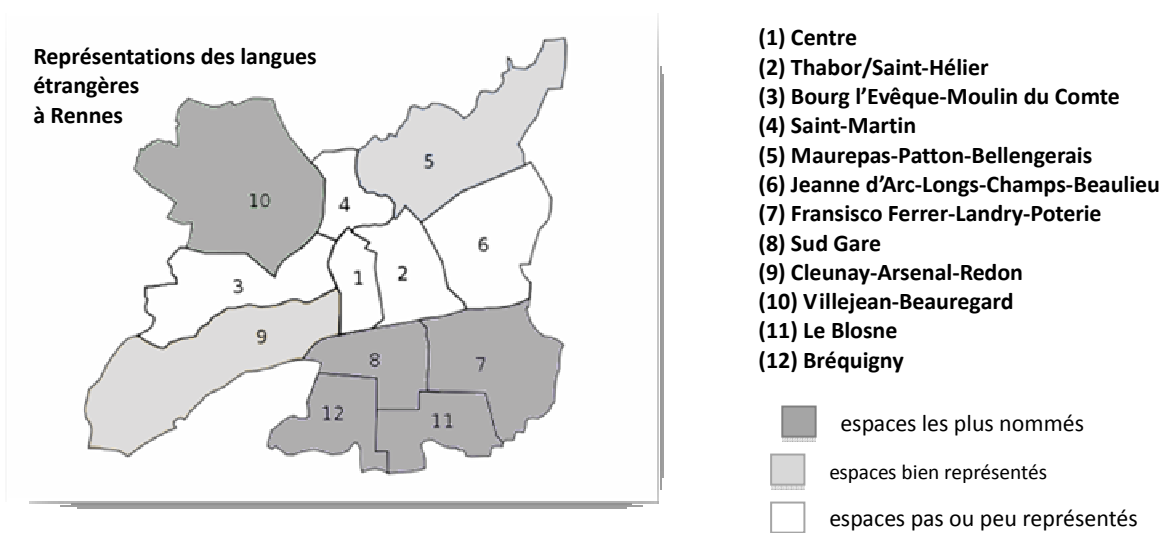 Représentations des langues
étrangères
à Rennes
10
5
4
6
3
1
2
9
8
7
12
11
(1) Centre
(2) Thabor/Saint-Hélier
(3) Bourg l’Evêque-Moulin du Comte
(4) Saint-Martin
(5) Maurepas-Patton-Bellengerais
(6) Jeanne d’Arc-Longs-Champs-Beaulieu
(7) Fransisco Ferrer-Landry-Poterie
(8) Sud Gare
(9) Cleunay-Arsenal-Redon
(10) Villejean-Beauregard
(11) Le Blosne
(12) Bréquigny
espaces les plus nommés
espaces bien représentés
espaces pas ou peu représentés